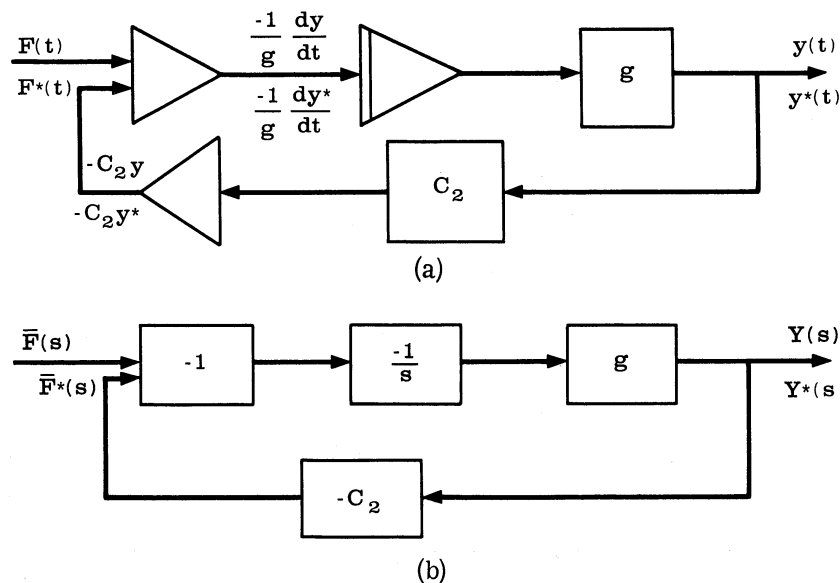 F(t)
F*(t)
-1/g dy/dt
-1/g dy*/dt
g
y(t)
y*(t)
-C₂y
-C₂y*
C₂
(a)
F̅(s)
F̅*(s)
-1
-1/s
g
Y(s)
Y*(s
-C₂
(b)